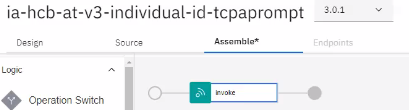 ia-hcb-at-v3-individual-id-tcpaprompt 3.0.1
Design Source Assemble* Endpoints
Logic
Operation Switch
invoke